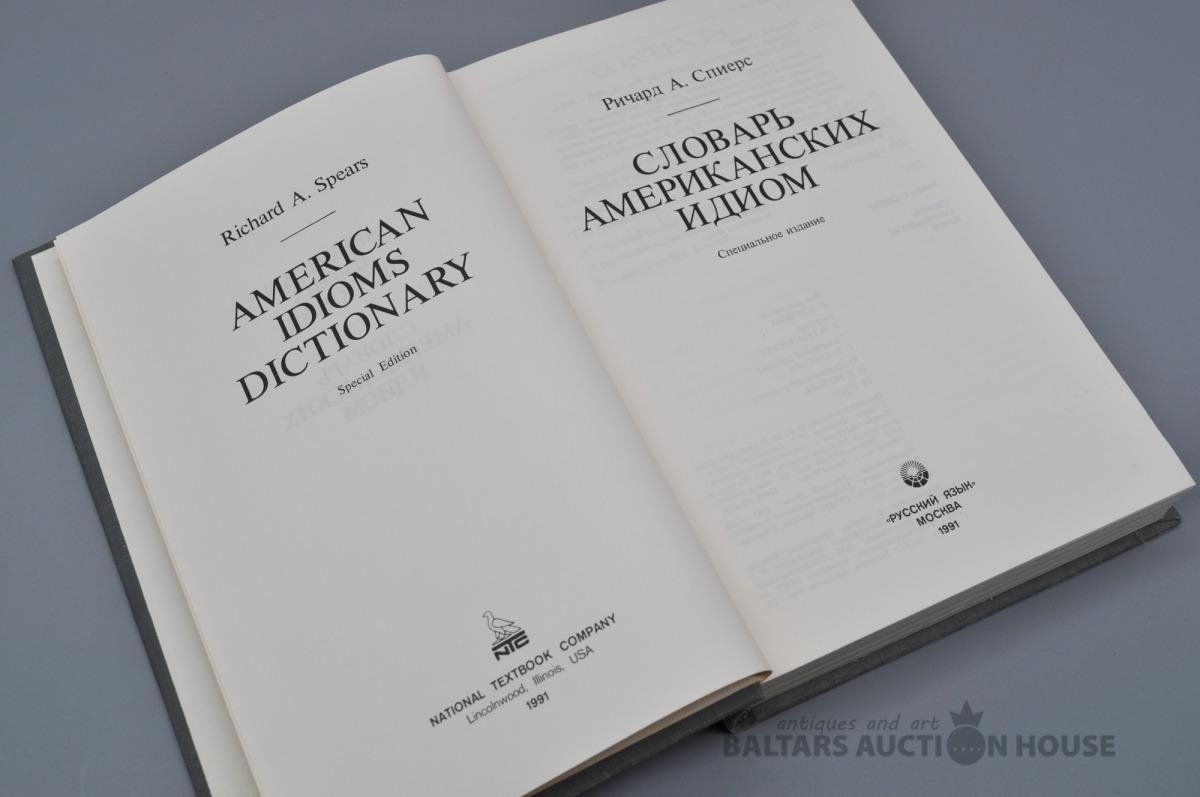 Richard A. Spears
AMERICAN
IDIOMS
DICTIONARY
Special Edition
NTC
NATIONAL TEXTBOOK COMPANY
Lincolnwood, Illinois, USA
1991
Ричард А. Спиерс
СЛОВАРЬ
АМЕРИКАНСКИХ
ИДИОМ
Специальное издание
«РУССКИЙ ЯЗЫК»
МОСКВА
1991
antiques and art
BALTARS AUCTION HOUSE